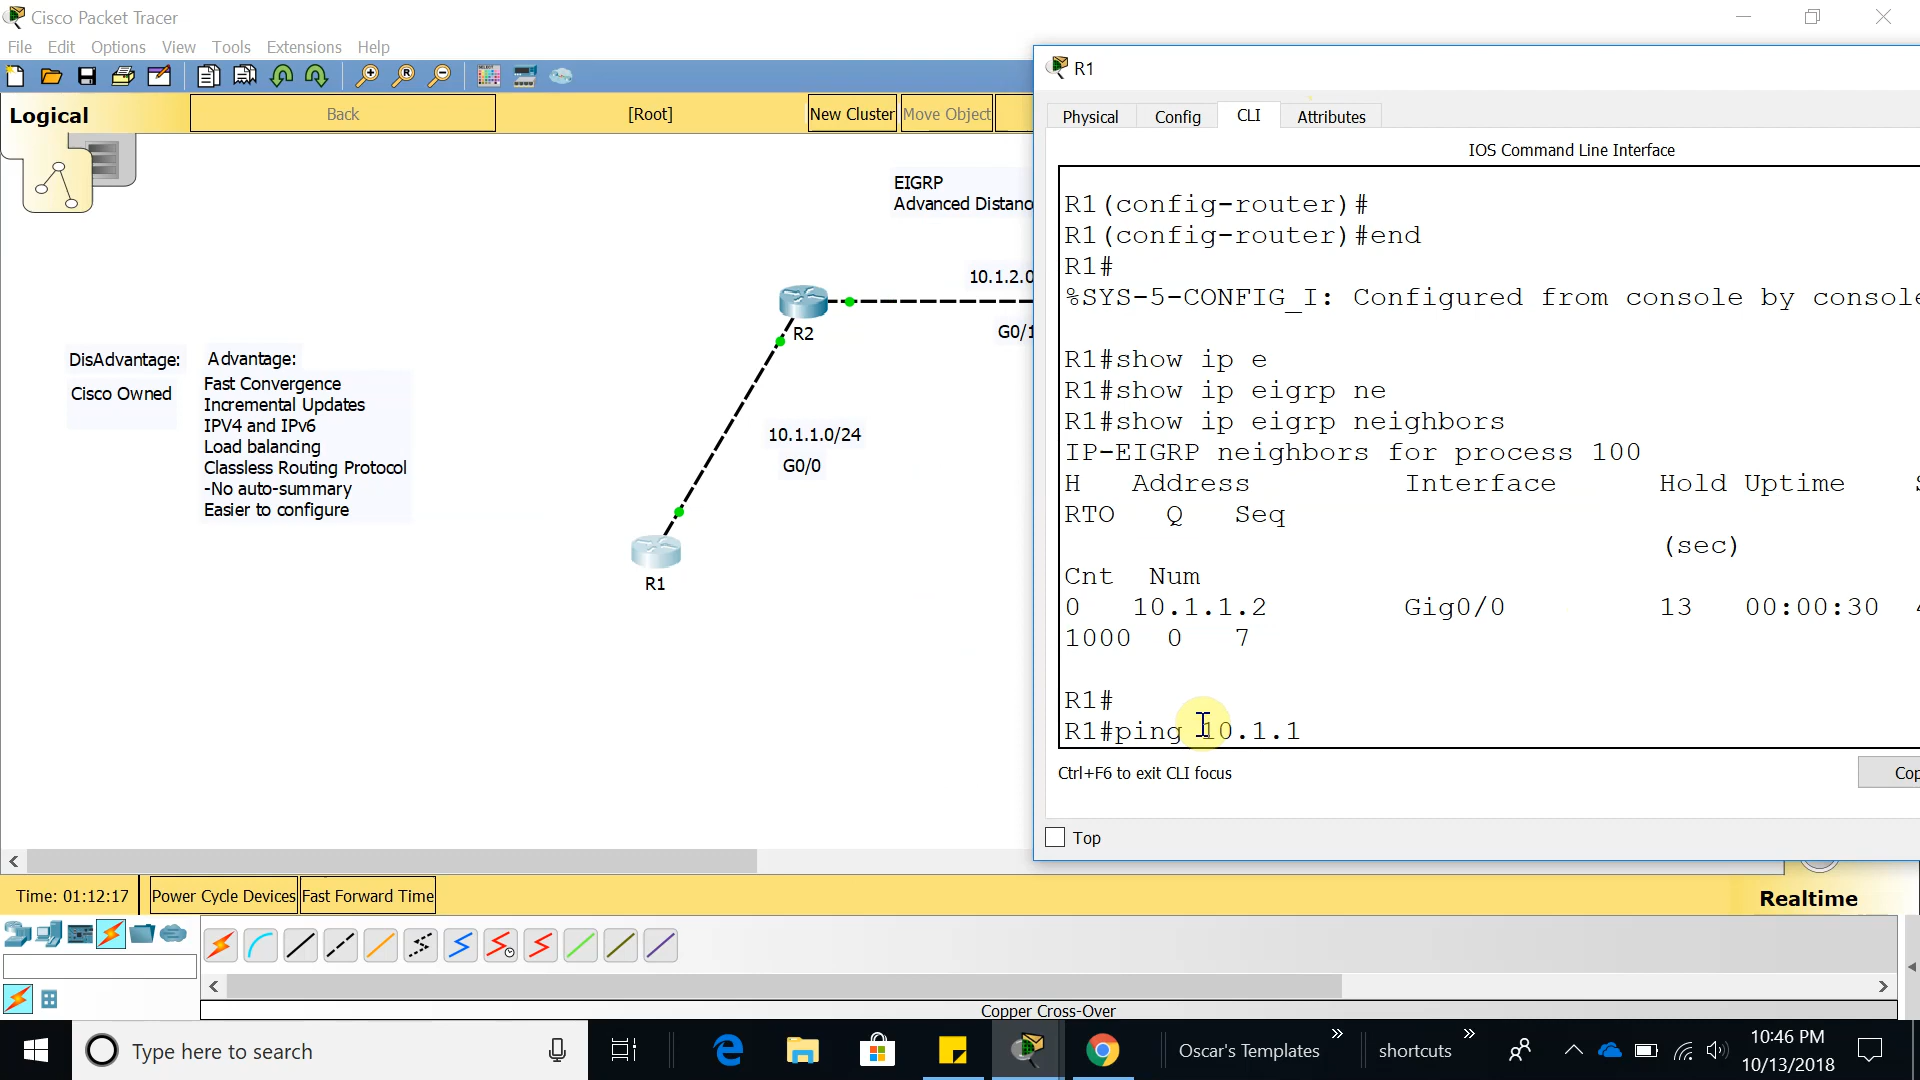 Cisco Packet Tracer
File Edit Options View Tools Extensions Help
Logical
Back
[Root]
New Cluster
Move Object
EIGRP
Advanced Distanc
10.1.2.0
G0/1
R2
DisAdvantage:
Cisco Owned
Advantage:
Fast Convergence
Incremental Updates
IPV4 and IPv6
Load balancing
Classless Routing Protocol
-No auto-summary
Easier to configure
10.1.1.0/24
G0/0
R1
R1
Physical Config CLI Attributes
IOS Command Line Interface
R1(config-router)#
R1(config-router)#end
R1#
%SYS-5-CONFIG_I: Configured from console by console
R1#show ip e
R1#show ip eigrp ne
R1#show ip eigrp neighbors
IP-EIGRP neighbors for process 100
H Address Interface Hold Uptime S
RTO Q Seq
(sec)
Cnt Num
0 10.1.1.2 Gig0/0 13 00:00:30 4
1000 0 7
R1#
R1#ping 10.1.1
Ctrl+F6 to exit CLI focus
Cop
Top
Time: 01:12:17 Power Cycle Devices Fast Forward Time
Realtime
Copper Cross-Over
Type here to search
Oscar's Templates
shortcuts
10:46 PM
10/13/2018